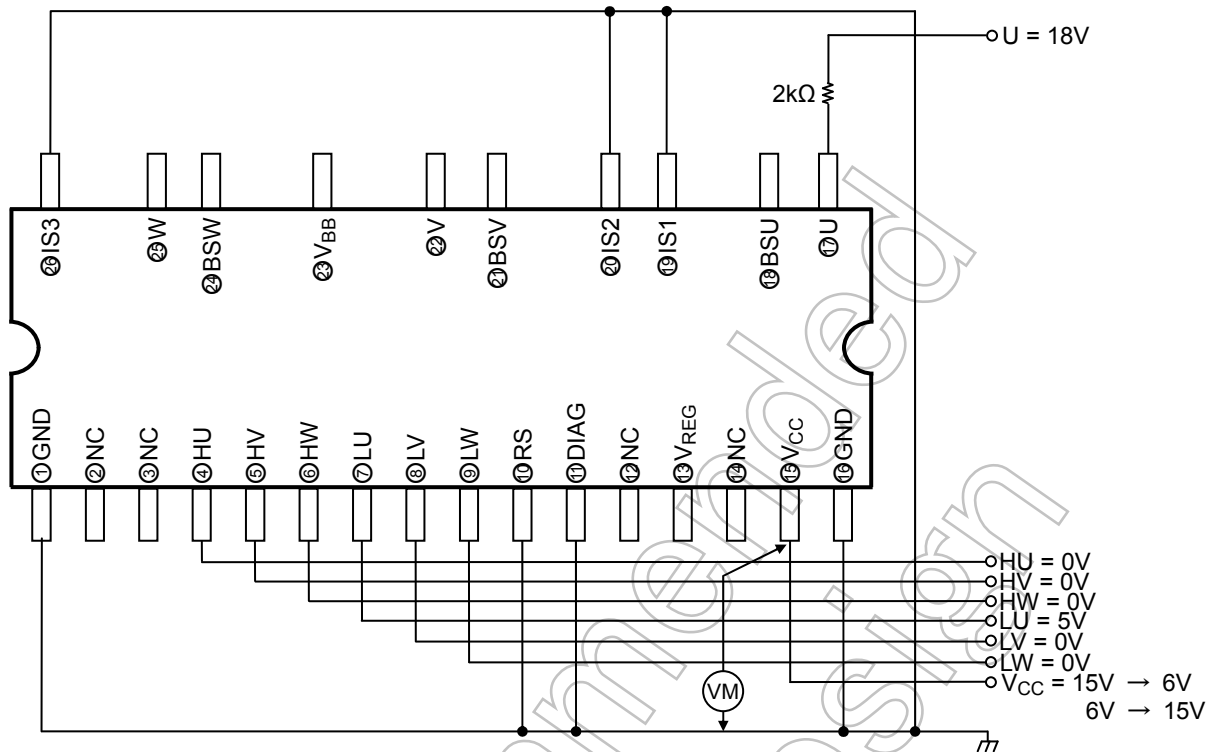 U = 18V
2kΩ
㉖IS3
㉕W
㉔BSW
㉓VBB
㉒V
㉑BSV
⑳IS2
⑲IS1
⑱BSU
⑰U
①GND
②NC
③NC
④HU
⑤HV
⑥HW
⑦LU
⑧LV
⑨LW
⑩RS
⑪DIAG
⑫NC
⑬VREG
⑭NC
⑮VCC
⑯GND
HU = 0V
HV = 0V
HW = 0V
LU = 5V
LV = 0V
LW = 0V
VM
VCC = 15V → 6V
6V → 15V